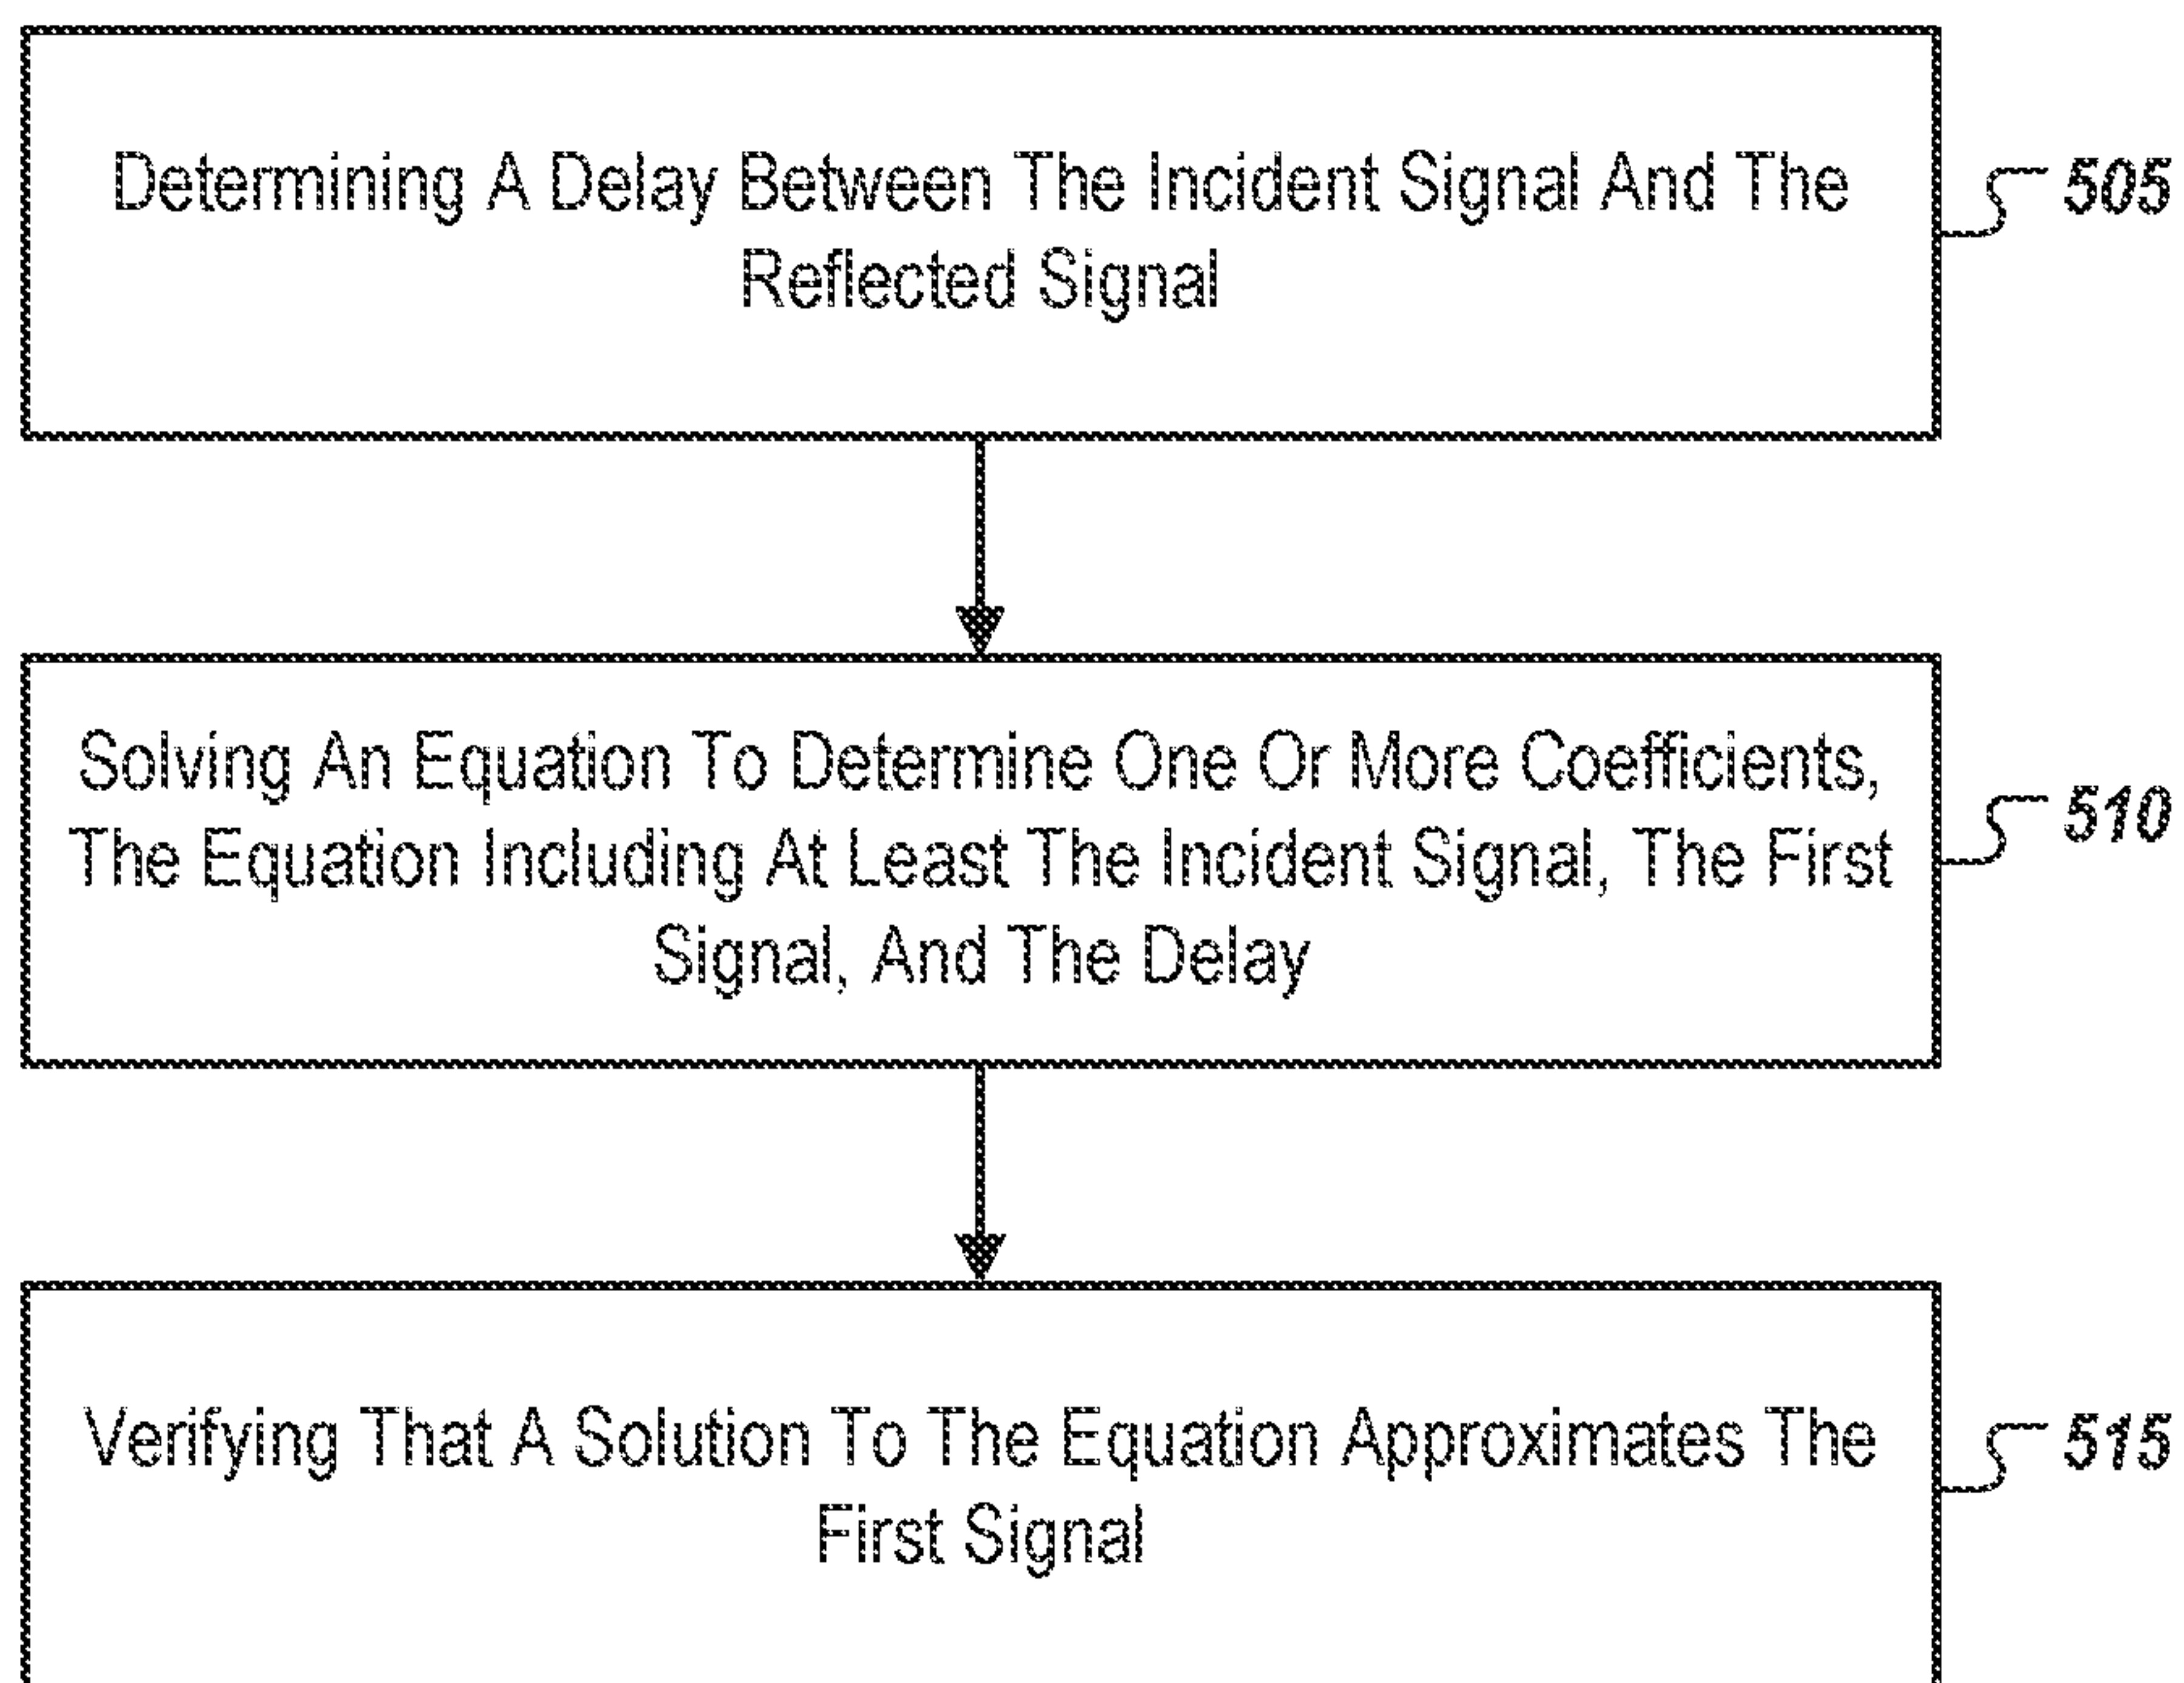 Determining A Delay Between The Incident Signal And The
Reflected Signal
505
Solving An Equation To Determine One Or More Coefficients,
The Equation Including At Least The Incident Signal, The First
Signal, And The Delay
510
Verifying That A Solution To The Equation Approximates The
First Signal
515